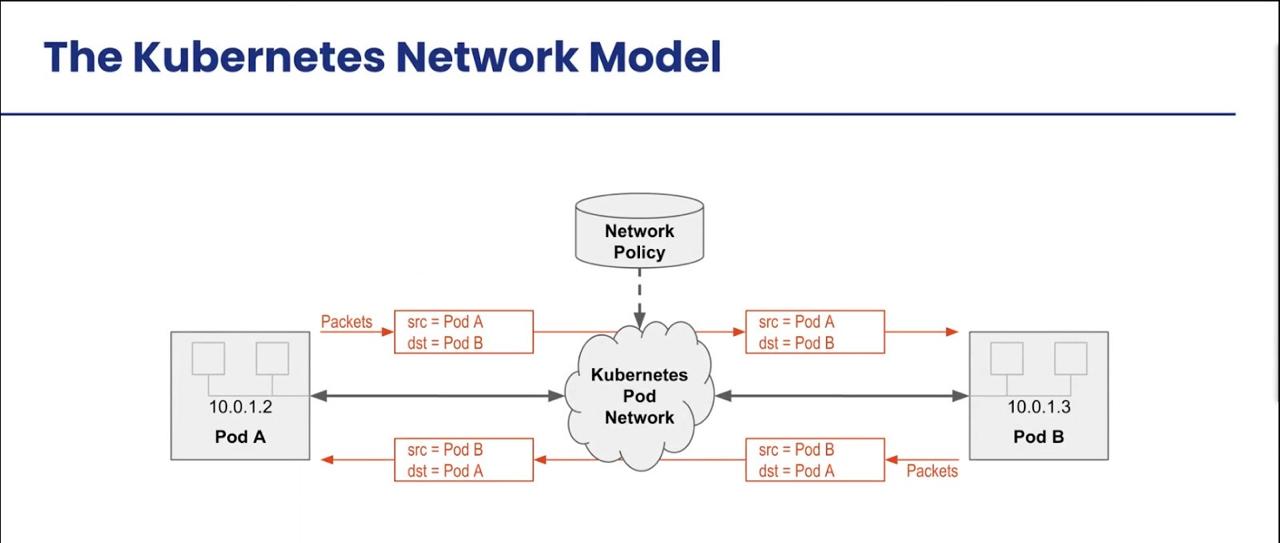 The Kubernetes Network Model
Network
Policy
Packets
src = Pod A
dst = Pod B
src = Pod A
dst = Pod B
Kubernetes
Pod
Network
10.0.1.2
Pod A
10.0.1.3
Pod B
src = Pod B
dst = Pod A
src = Pod B
dst = Pod A
Packets